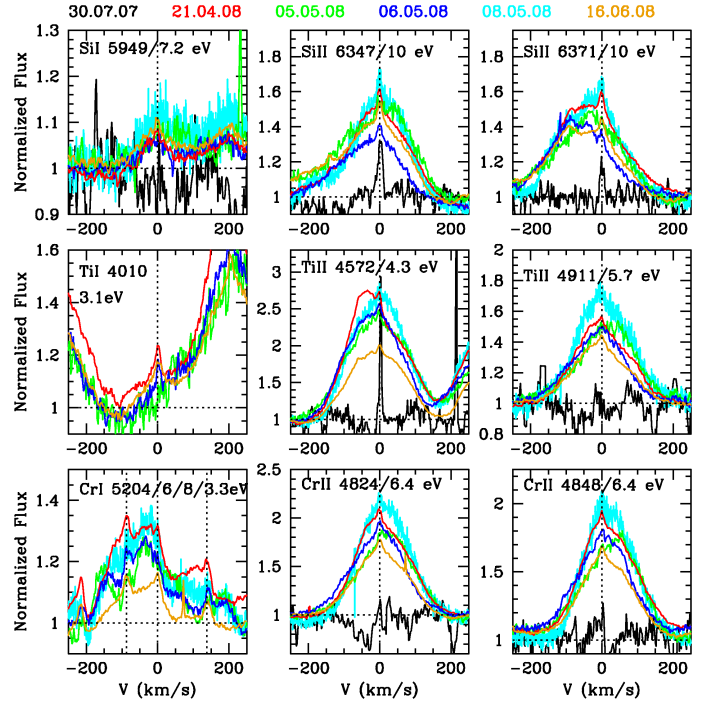 30.07.07 21.04.08 05.05.08 06.05.08 08.05.08 16.06.08
SiI 5949/7.2 eV
SiII 6347/10 eV
SiII 6371/10 eV
1.3
1.2
1.1
1
0.9
1.8
1.6
1.4
1.2
1
1.8
1.6
1.4
1.2
1
Normalized Flux
TiI 4010
3.1eV
TiII 4572/4.3 eV
TiII 4911/5.7 eV
1.6
1.4
1.2
1
-200 0 200
3
2.5
2
1.5
1
2
1.8
1.6
1.4
1.2
1
0.8
Normalized Flux
CrI 5204/6/8/3.3eV
CrII 4824/6.4 eV
CrII 4848/6.4 eV
1.4
1.2
1
2.5
2
1.5
1
2
1.5
1
Normalized Flux
-200 0 200
-200 0 200
-200 0 200
V (km/s)
V (km/s)
V (km/s)